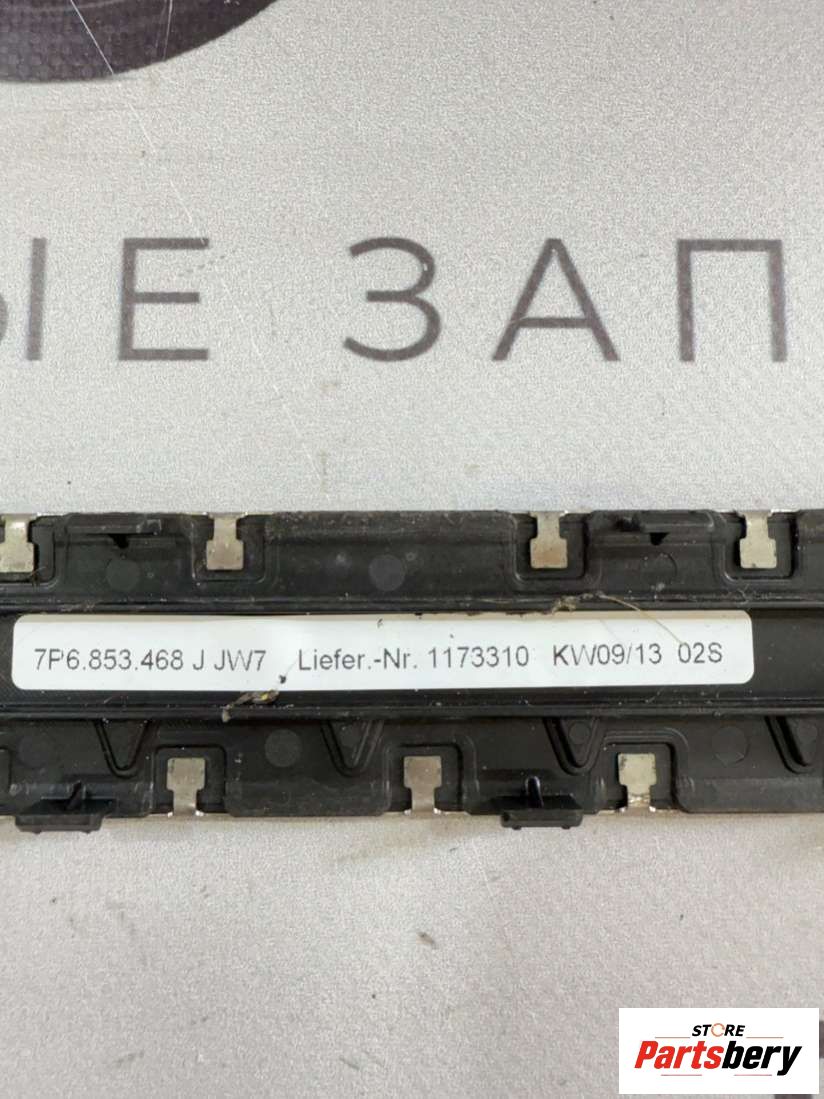 ЫЕ ЗАП
7P6.853.468 J JW7 Liefer.-Nr. 1173310 KW09/13 02S
STORE
Partsbery